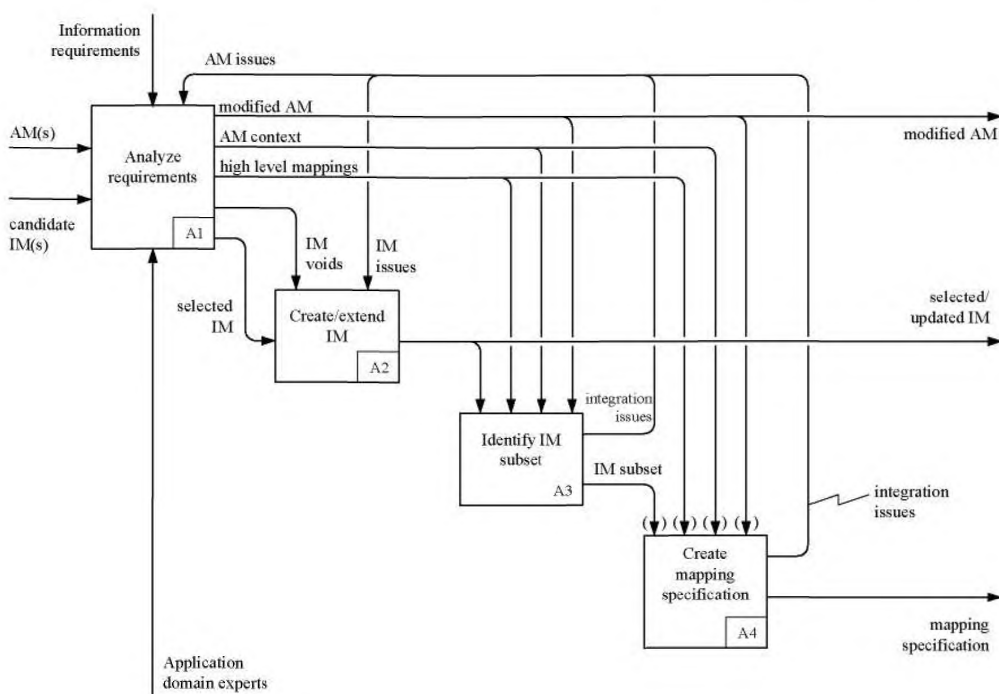 Information
requirements
AM issues
modified AM
modified AM
AM(s)
AM context
Analyze
requirements
high level mappings
candidate
IM(s)
A1
IM
voids
IM
issues
selected
IM
Create/extend
IM
A2
selected/
updated IM
integration
issues
Identify IM
subset
A3
IM subset
integration
issues
( ) ( ) ( ) ( )
Create
mapping
specification
A4
mapping
specification
Application
domain experts